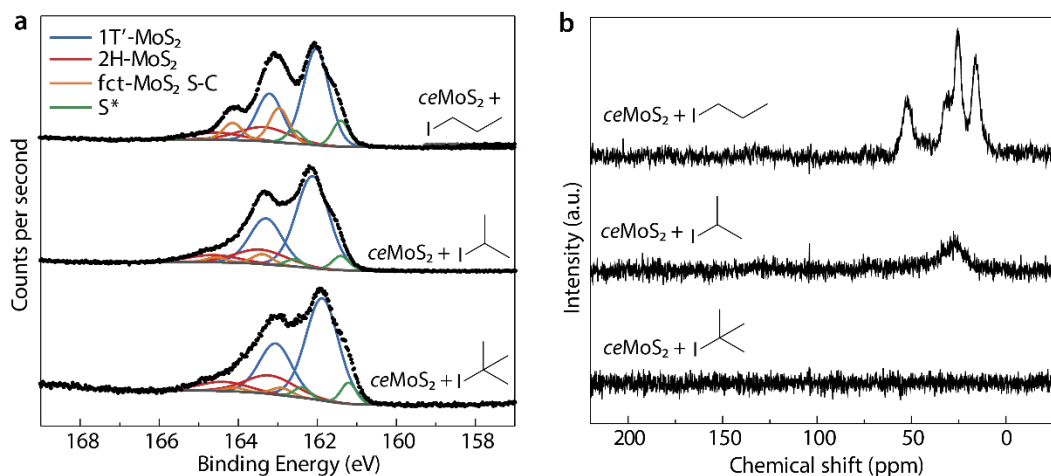 a
1T′-MoS₂
2H-MoS₂
fct-MoS₂ S-C
S*
ceMoS₂ +
I
ceMoS₂ + I
ceMoS₂ + I
Counts per second
168 166 164 162 160 158
Binding Energy (eV)
b
ceMoS₂ + I
ceMoS₂ + I
ceMoS₂ + I
Intensity (a.u.)
200 150 100 50 0
Chemical shift (ppm)